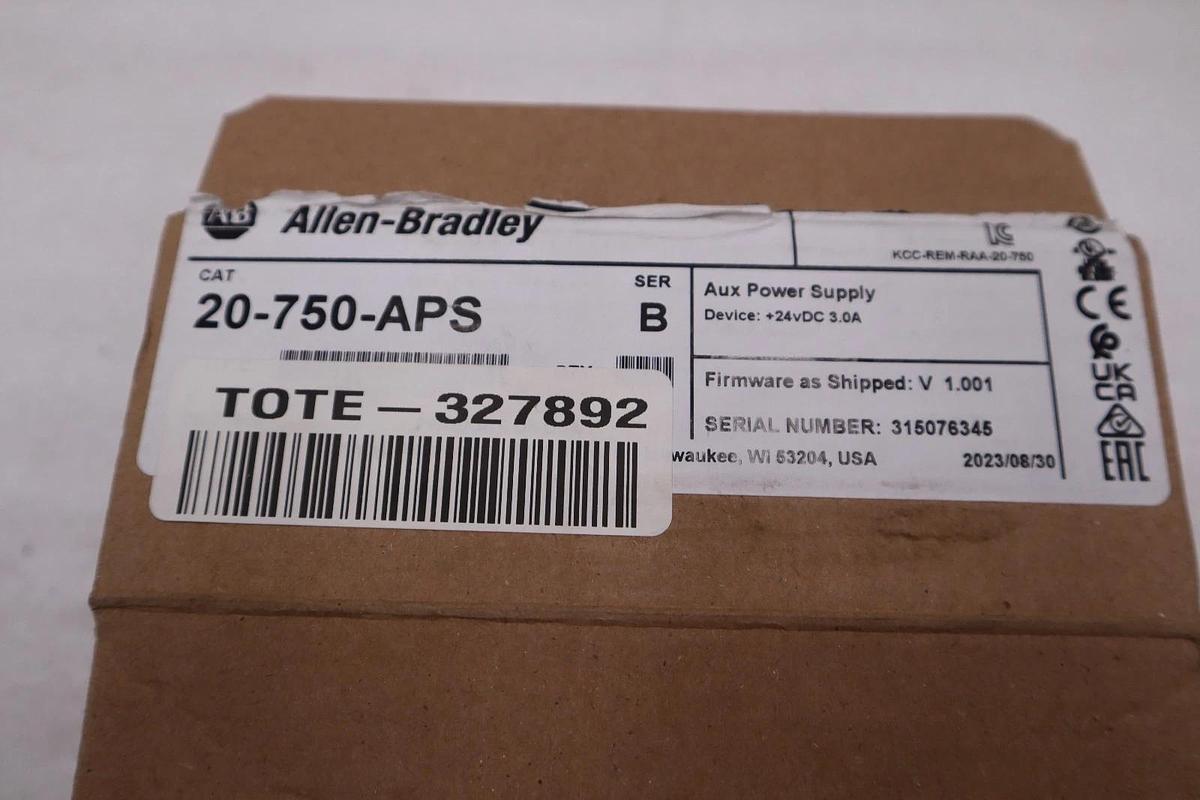 AB Allen-Bradley
KCC-REM-RAA-20-750
CAT
SER
20-750-APS
B
Aux Power Supply
Device: +24vDC 3.0A
Firmware as Shipped: V 1.001
SERIAL NUMBER: 315076345
waukee, WI 53204, USA
2023/08/30
CE
UK
CA
EAC
TOTE - 327892